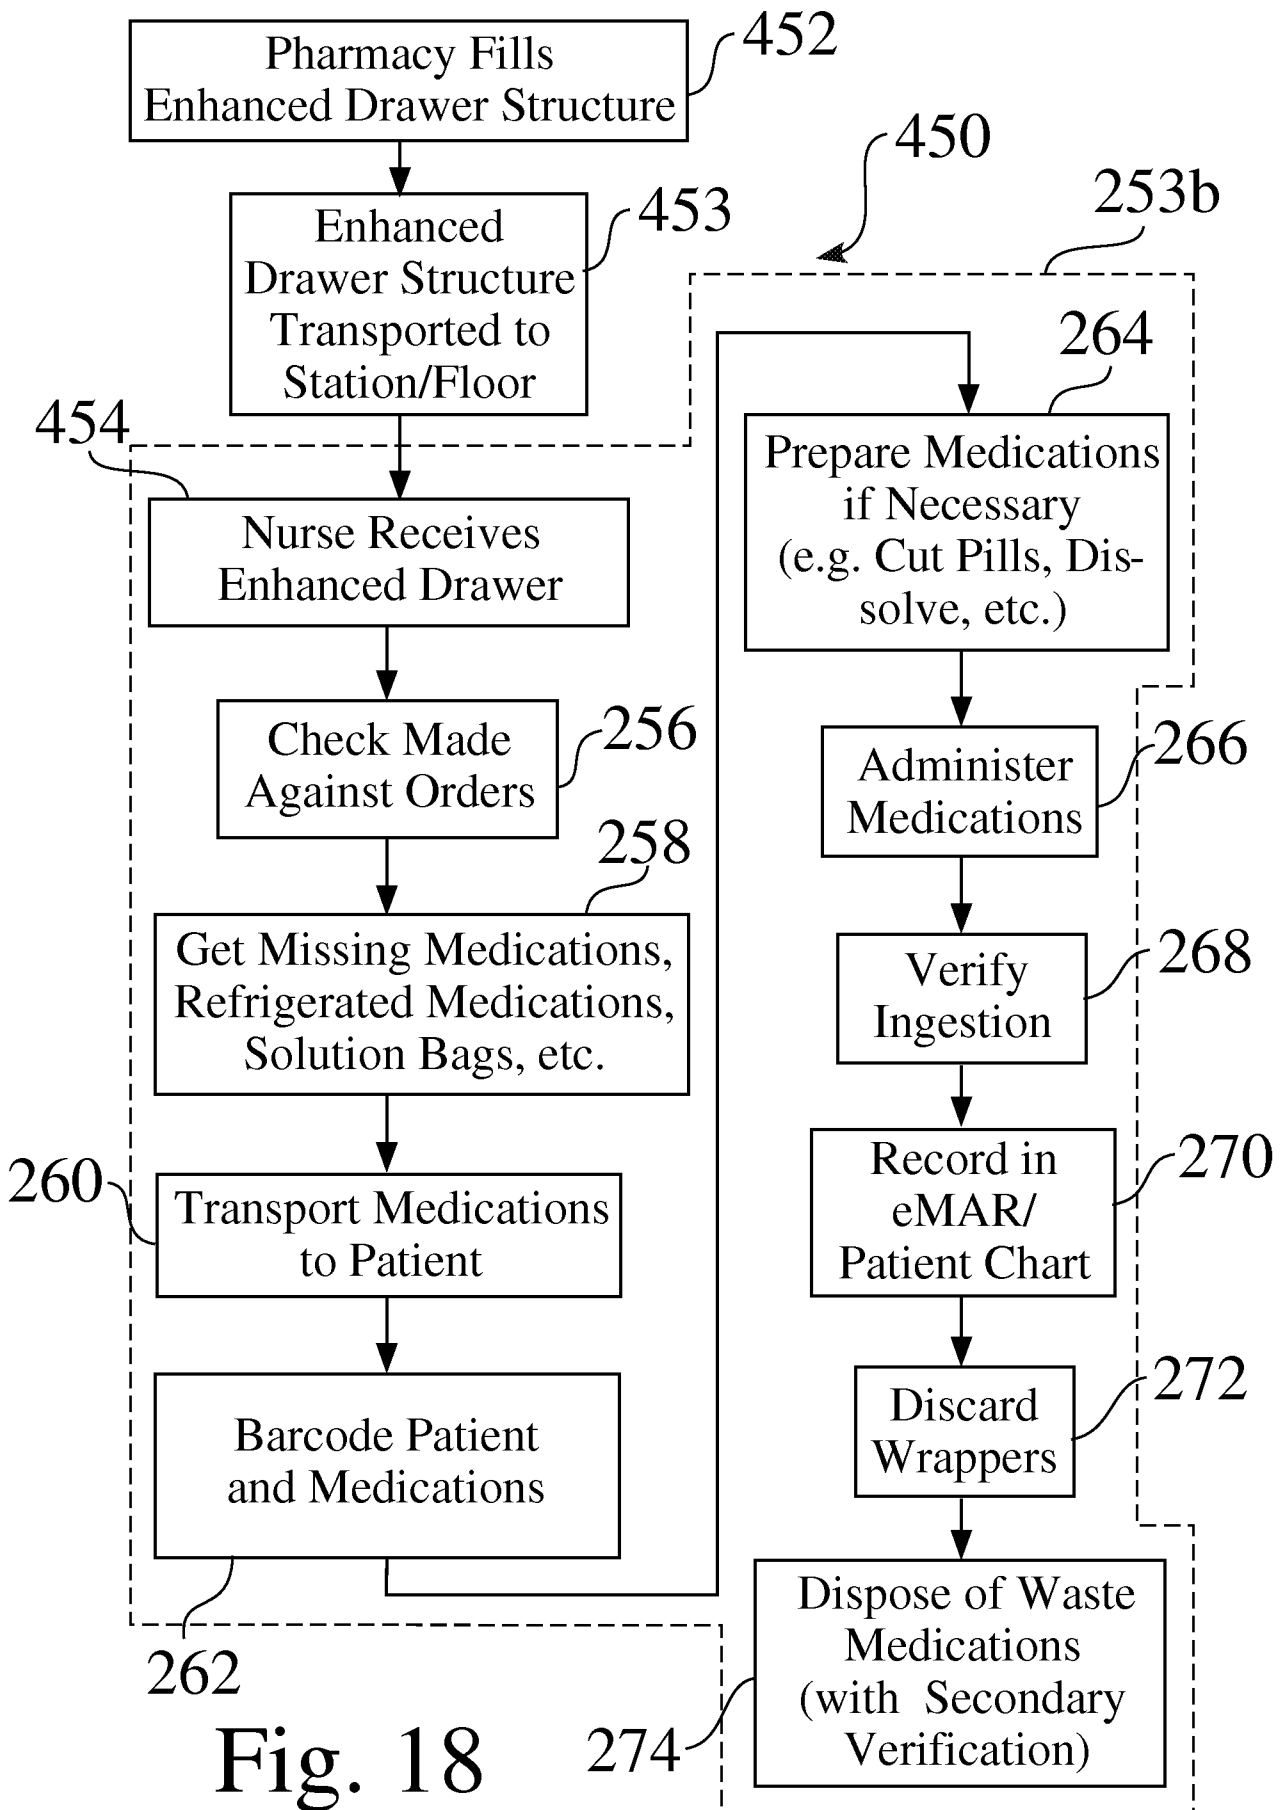 Pharmacy Fills
Enhanced Drawer Structure
452
Enhanced
Drawer Structure
Transported to
Station/Floor
453
450
253b
454
Nurse Receives
Enhanced Drawer
Check Made
Against Orders
256
258
Get Missing Medications,
Refrigerated Medications,
Solution Bags, etc.
260
Transport Medications
to Patient
Barcode Patient
and Medications
262
264
Prepare Medications
if Necessary
(e.g. Cut Pills, Dis-
solve, etc.)
Administer
Medications
266
Verify
Ingestion
268
Record in
eMAR/
Patient Chart
270
Discard
Wrappers
272
Dispose of Waste
Medications
(with Secondary
Verification)
274
Fig. 18